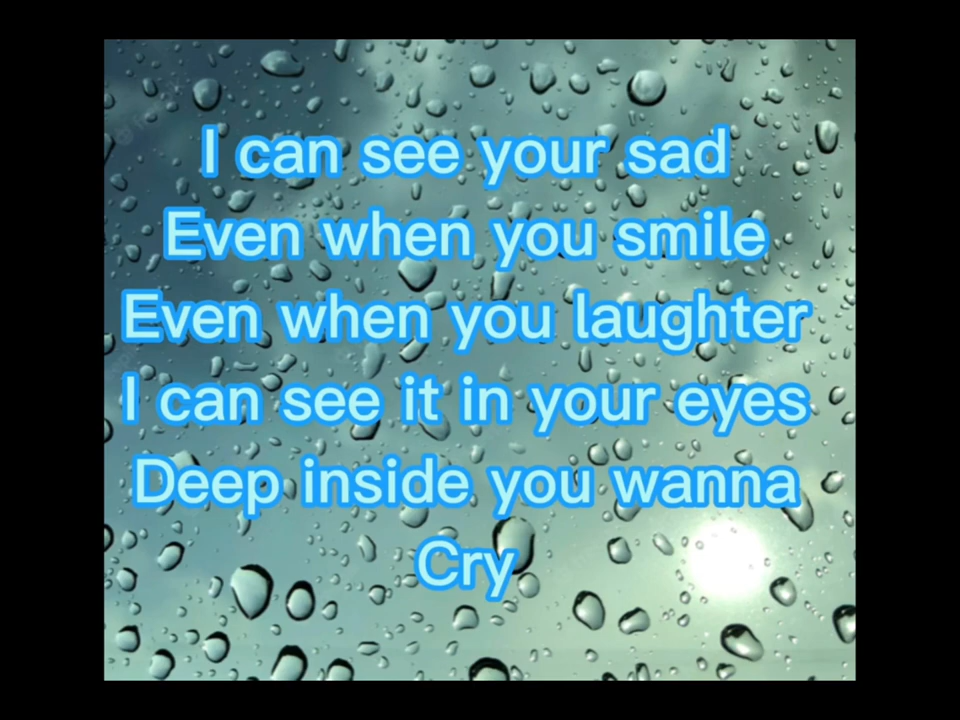 I can see your sad
Even when you smile
Even when you laughter
I can see it in your eyes
Deep inside you wanna
Cry